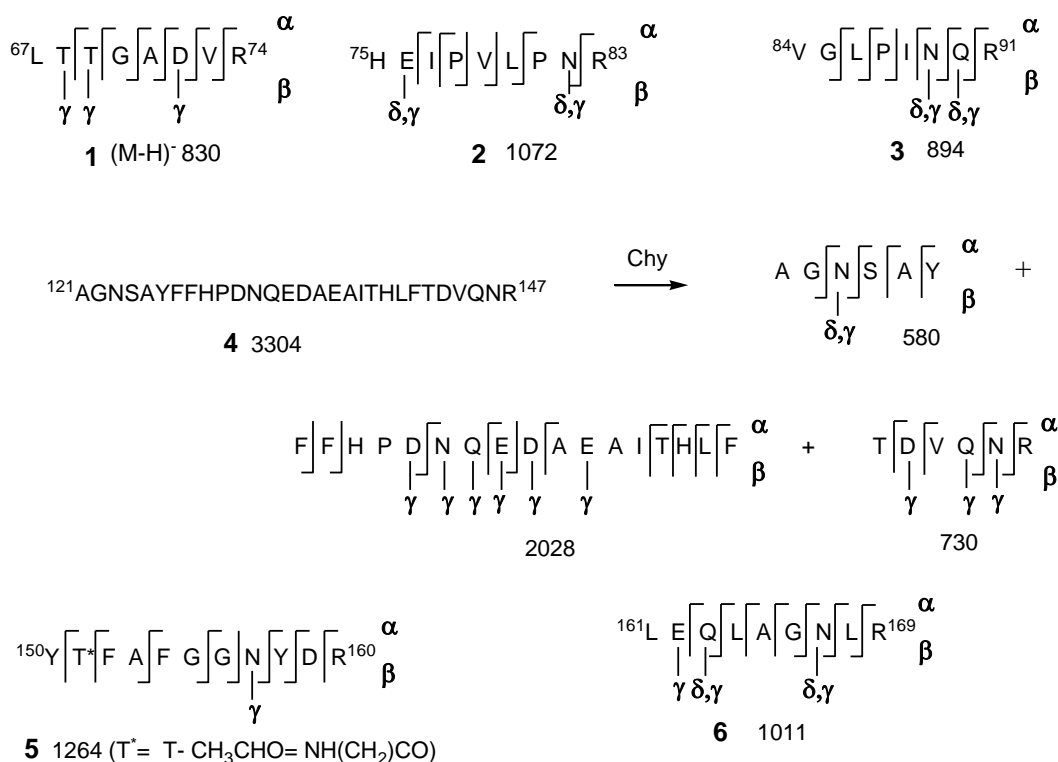 ⁶⁷L T T G A D V R⁷⁴ α
β
γ γ γ
1 (M-H)⁻ 830
⁷⁵H E I P V L P N R⁸³ α
β
δ,γ δ,γ
2 1072
⁸⁴V G L P I N Q R⁹¹ α
β
δ,γ δ,γ
3 894
¹²¹AGNSAYFFHPDNQEDAEAITHLFTDVQNR¹⁴⁷
4 3304
Chy
A G N S A Y α
β
δ,γ
580
+
F F H P D N Q E D A E A I T H L F α
β
γ γ γ γ γ γ
2028
+
T D V Q N R α
β
γ γ γ
730
¹⁵⁰Y T* F A F G G N Y D R¹⁶⁰ α
β
γ
5 1264 (T*= T- CH₃CHO= NH(CH₂)CO)
¹⁶¹L E Q L A G N L R¹⁶⁹ α
β
γ δ,γ δ,γ
6 1011